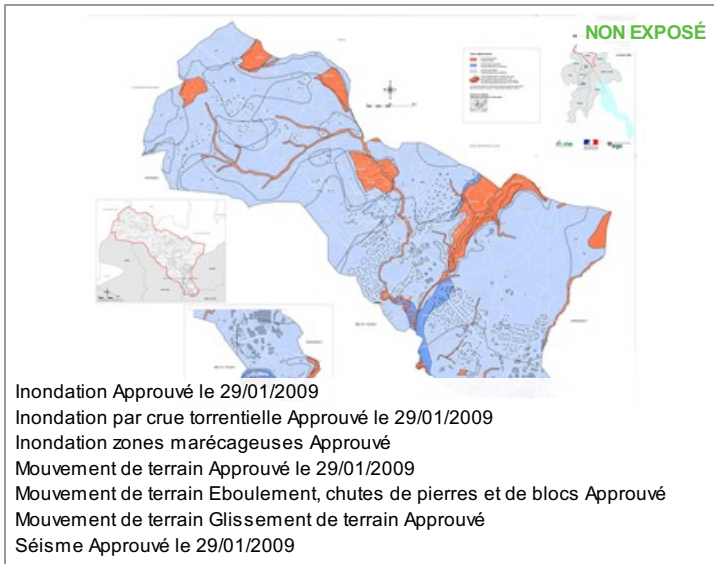 NON EXPOSÉ
Inondation Approuvé le 29/01/2009
Inondation par crue torrentielle Approuvé le 29/01/2009
Inondation zones marécageuses Approuvé
Mouvement de terrain Approuvé le 29/01/2009
Mouvement de terrain Eboulement, chutes de pierres et de blocs Approuvé
Mouvement de terrain Glissement de terrain Approuvé
Séisme Approuvé le 29/01/2009